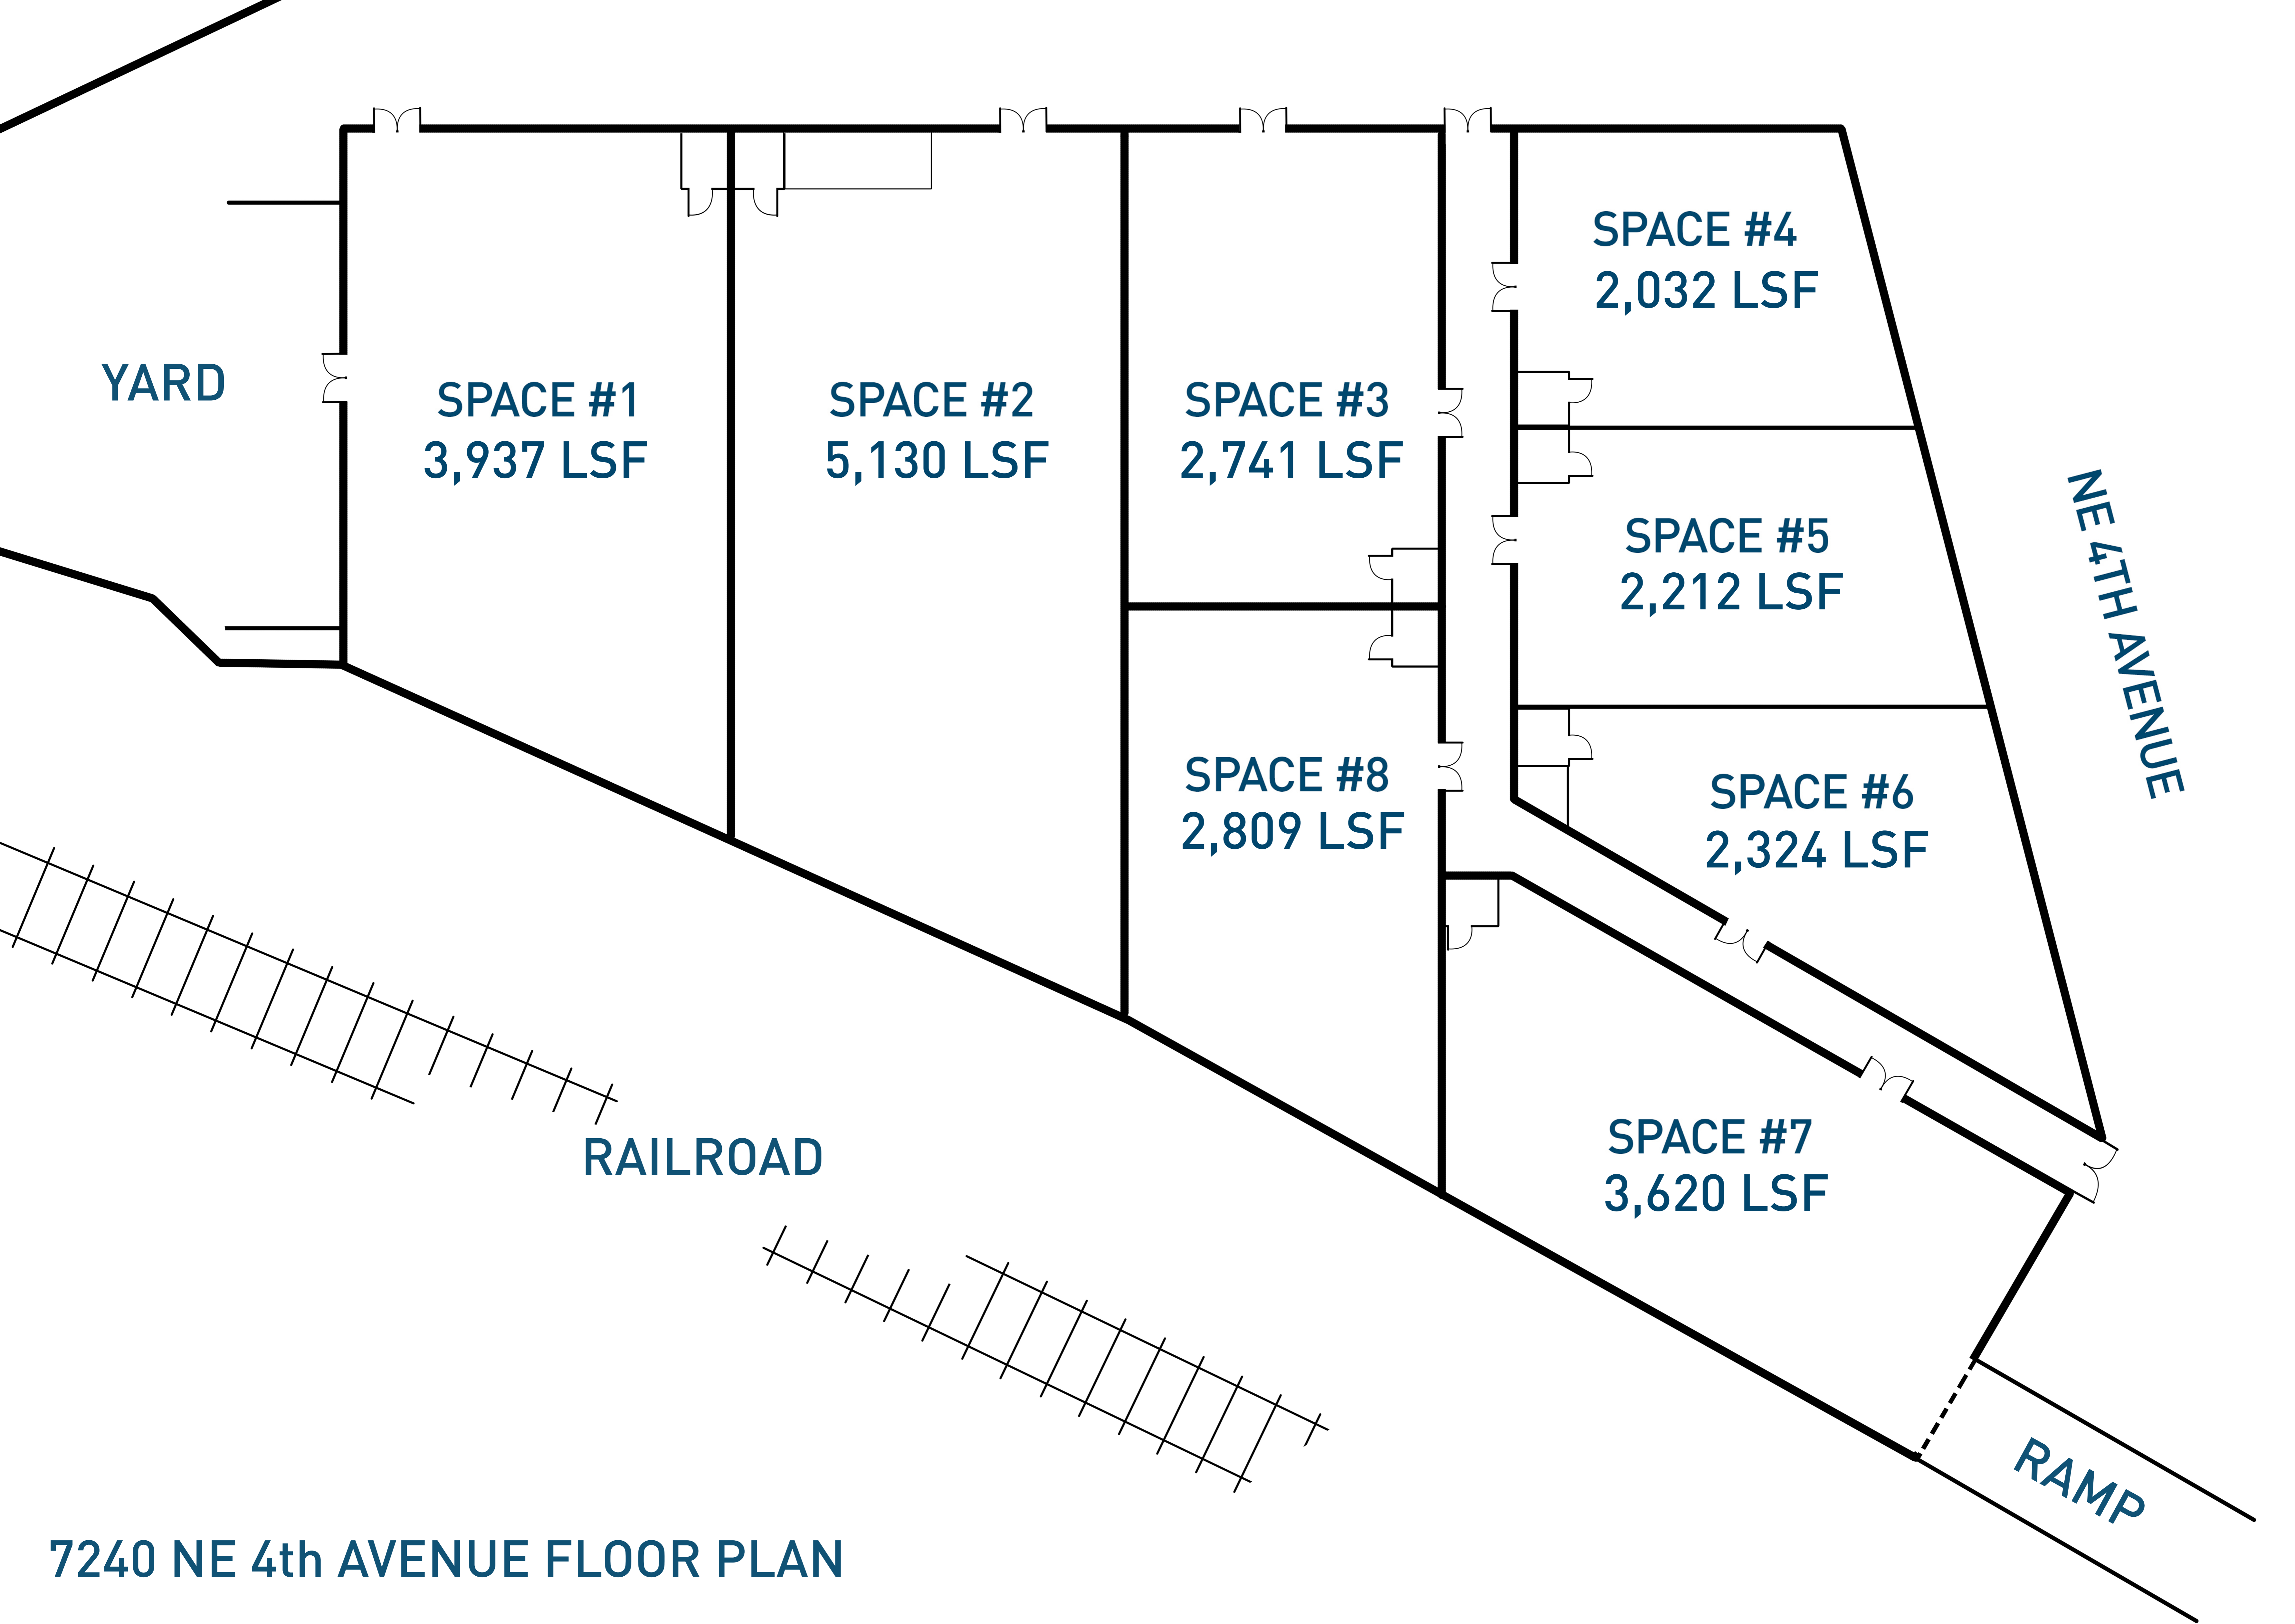 SPACE #4
2,032 LSF
YARD
SPACE #1
3,937 LSF
SPACE #2
5,130 LSF
SPACE #3
2,741 LSF
SPACE #5
2,212 LSF
NE 4TH AVENUE
SPACE #8
2,809 LSF
SPACE #6
2,324 LSF
RAILROAD
SPACE #7
3,620 LSF
RAMP
7240 NE 4th AVENUE FLOOR PLAN